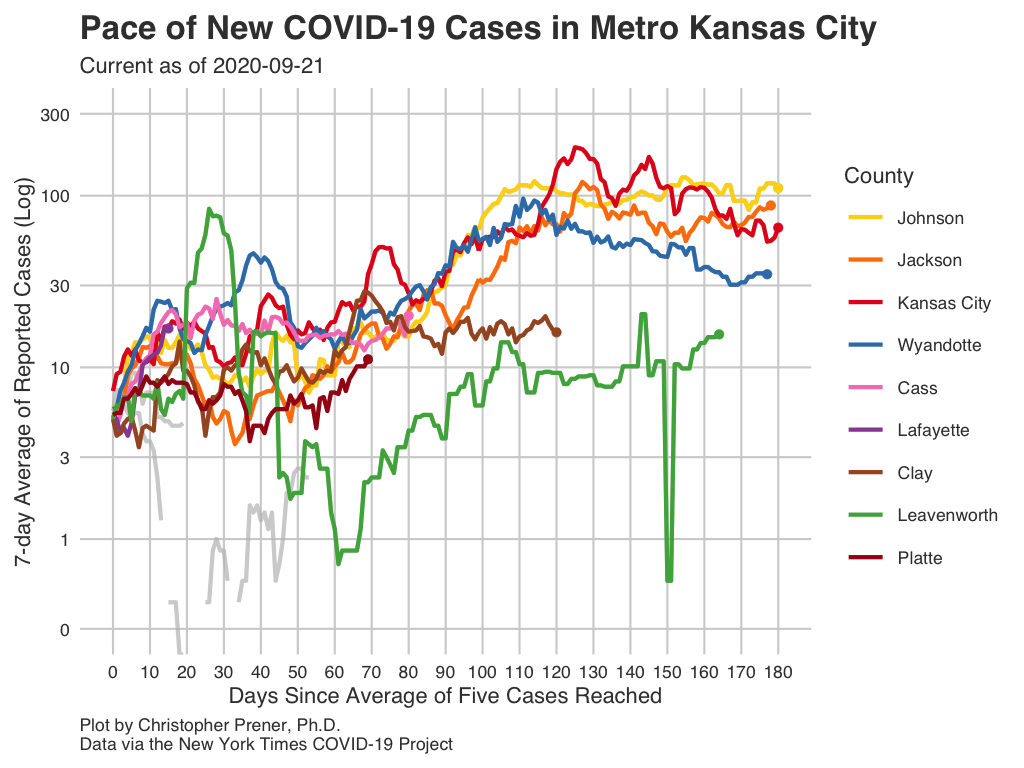 Pace of New COVID-19 Cases in Metro Kansas City
Current as of 2020-09-21
300
100
30
10
3
1
0
7-day Average of Reported Cases (Log)
0 10 20 30 40 50 60 70 80 90 100 110 120 130 140 150 160 170 180
Days Since Average of Five Cases Reached
County
Johnson
Jackson
Kansas City
Wyandotte
Cass
Lafayette
Clay
Leavenworth
Platte
Plot by Christopher Prener, Ph.D.
Data via the New York Times COVID-19 Project